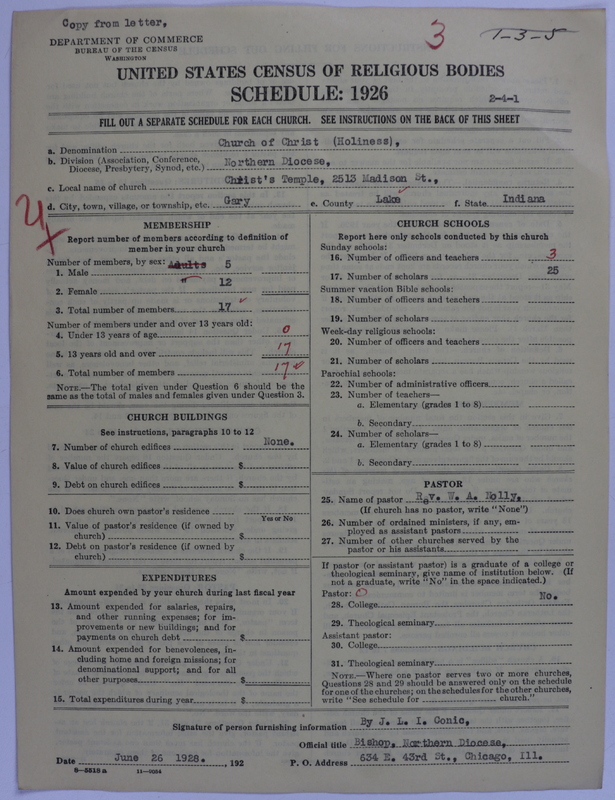 Copy from letter,
3
1-3-5
DEPARTMENT OF COMMERCE
BUREAU OF THE CENSUS
WASHINGTON
UNITED STATES CENSUS OF RELIGIOUS BODIES
SCHEDULE: 1926
2-4-1
FILL OUT A SEPARATE SCHEDULE FOR EACH CHURCH. SEE INSTRUCTIONS ON THE BACK OF THIS SHEET
a. Denomination Church of Christ (Holiness),
b. Division (Association, Conference, Diocese, Presbytery, Synod, etc.) Northern Diocese,
c. Local name of church Christ's Temple, 2513 Madison St.,
d. City, town, village, or township, etc. Gary e. County Lake f. State Indiana
MEMBERSHIP
Report number of members according to definition of
member in your church
Number of members, by sex: Adults 5
1. Male
" 12
2. Female
3. Total number of members 17
Number of members under and over 13 years old:
4. Under 13 years of age 0
5. 13 years old and over 17
6. Total number of members 17
NOTE.—The total given under Question 6 should be
same as the total of males and females given under Question 3.
CHURCH BUILDINGS
See instructions, paragraphs 10 to 12
7. Number of church edifices None.
8. Value of church edifices $
9. Debt on church edifices $
10. Does church own pastor's residence
Yes or No
11. Value of pastor's residence (if owned by
church) $
12. Debt on pastor's residence (if owned by
church) $
EXPENDITURES
Amount expended by your church during last fiscal year
13. Amount expended for salaries, repairs,
and other running expenses; for im-
provements or new buildings; and for
payments on church debt $
14. Amount expended for benevolences, in-
cluding home and foreign missions; for
denominational support; and for all
other purposes $
15. Total expenditures during year $
CHURCH SCHOOLS
Report here only schools conducted by this church
Sunday schools:
16. Number of officers and teachers 3
17. Number of scholars 25
Summer vacation Bible schools:
18. Number of officers and teachers
19. Number of scholars
Week-day religious schools:
20. Number of officers and teachers
21. Number of scholars
Parochial schools:
22. Number of administrative officers
23. Number of teachers—
a. Elementary (grades 1 to 8)
b. Secondary
24. Number of scholars—
a. Elementary (grades 1 to 8)
b. Secondary
PASTOR
25. Name of pastor Rev. W. A. Nolly,
(If church has no pastor, write "None")
26. Number of ordained ministers, if any, em-
ployed as assistant pastors
27. Number of other churches served by the
pastor or his assistants
If pastor (or assistant pastor) is a graduate of a college or
theological seminary, give name of institution below. (If
not a graduate, write "No" in the space indicated.)
Pastor: 0 No.
28. College
29. Theological seminary
Assistant pastor:
30. College
31. Theological seminary
NOTE.—Where one pastor serves two or more churches,
Questions 28 and 29 should be answered only on the schedule
for one of the churches; on the schedules for the other churches,
write "See schedule for church."
Signature of person furnishing information By J. L. I. Conic,
Official title Bishop, Northern Diocese,
Date June 26 1928. , 192 P. O. Address 634 E. 43rd St., Chicago, Ill.
8-5518a 11-9054